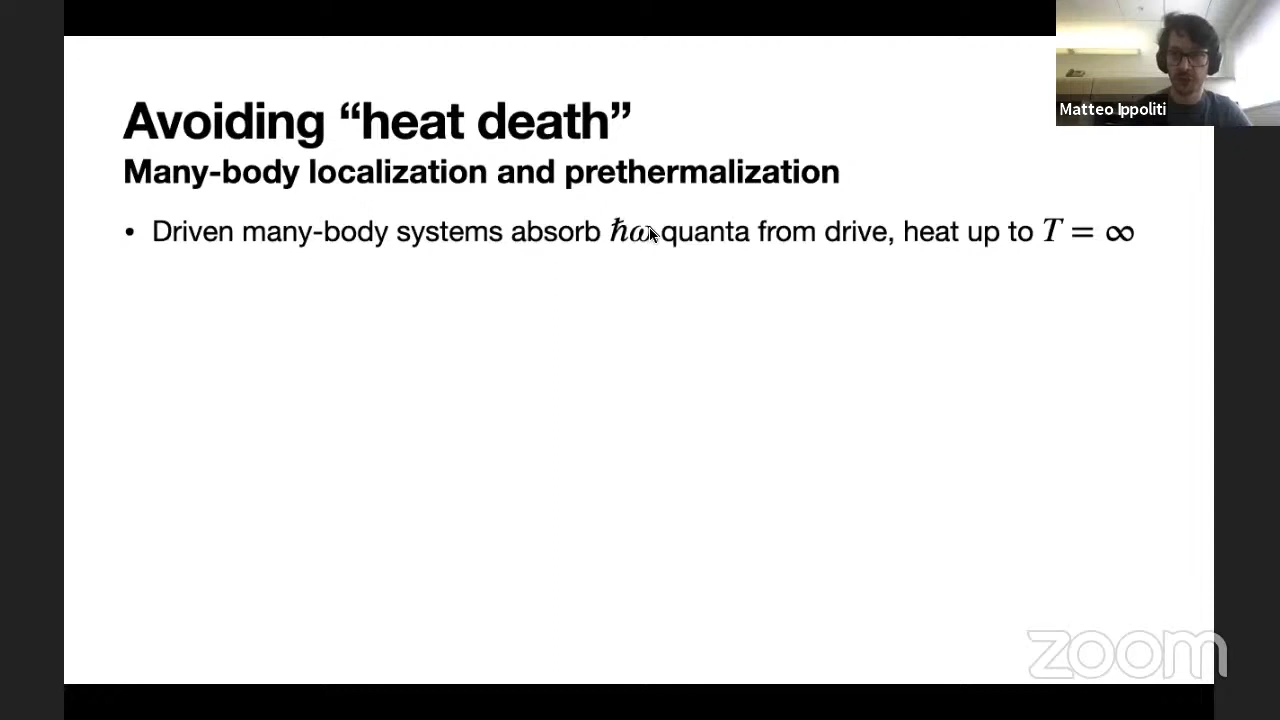 Matteo Ippoliti
Avoiding “heat death”
Many-body localization and prethermalization
• Driven many-body systems absorb ℏω quanta from drive, heat up to T = ∞
zoom